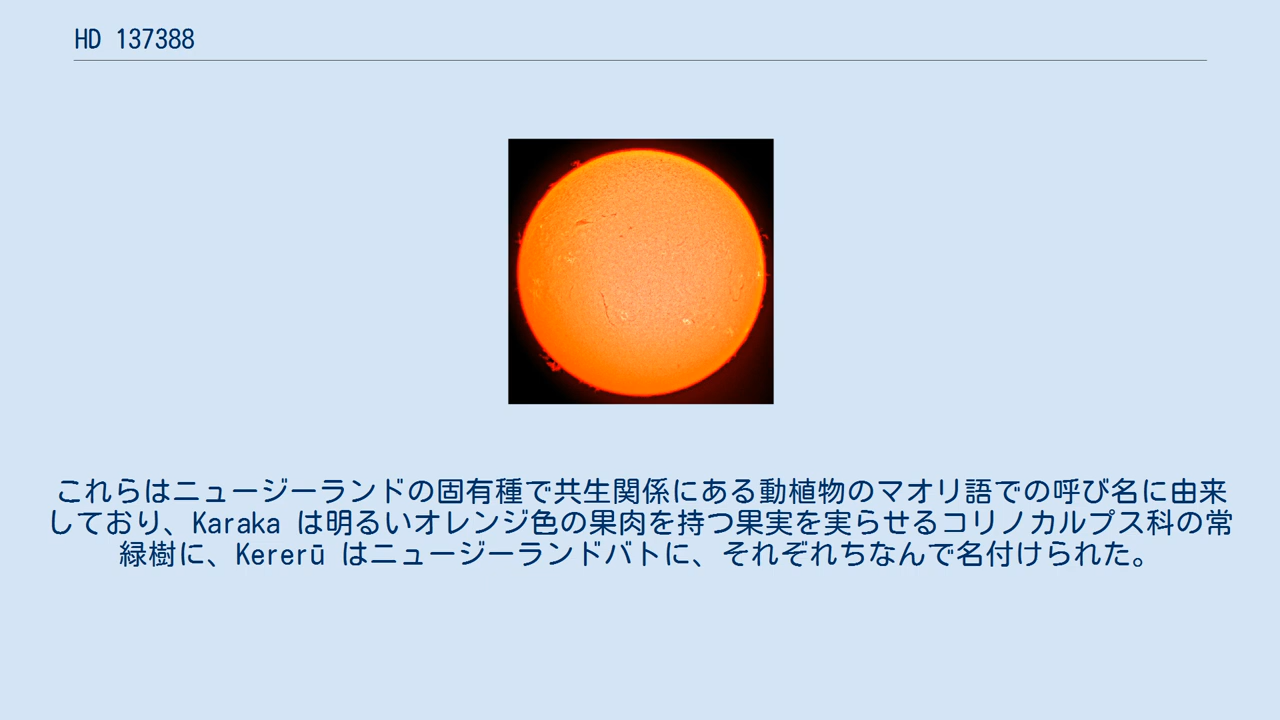 HD 137388
これらはニュージーランドの固有種で共生関係にある動植物のマオリ語での呼び名に由来
しており、Karaka は明るいオレンジ色の果肉を持つ果実を実らせるコリノカルプス科の常
緑樹に、Kererū はニュージーランドバトに、それぞれちなんで名付けられた。